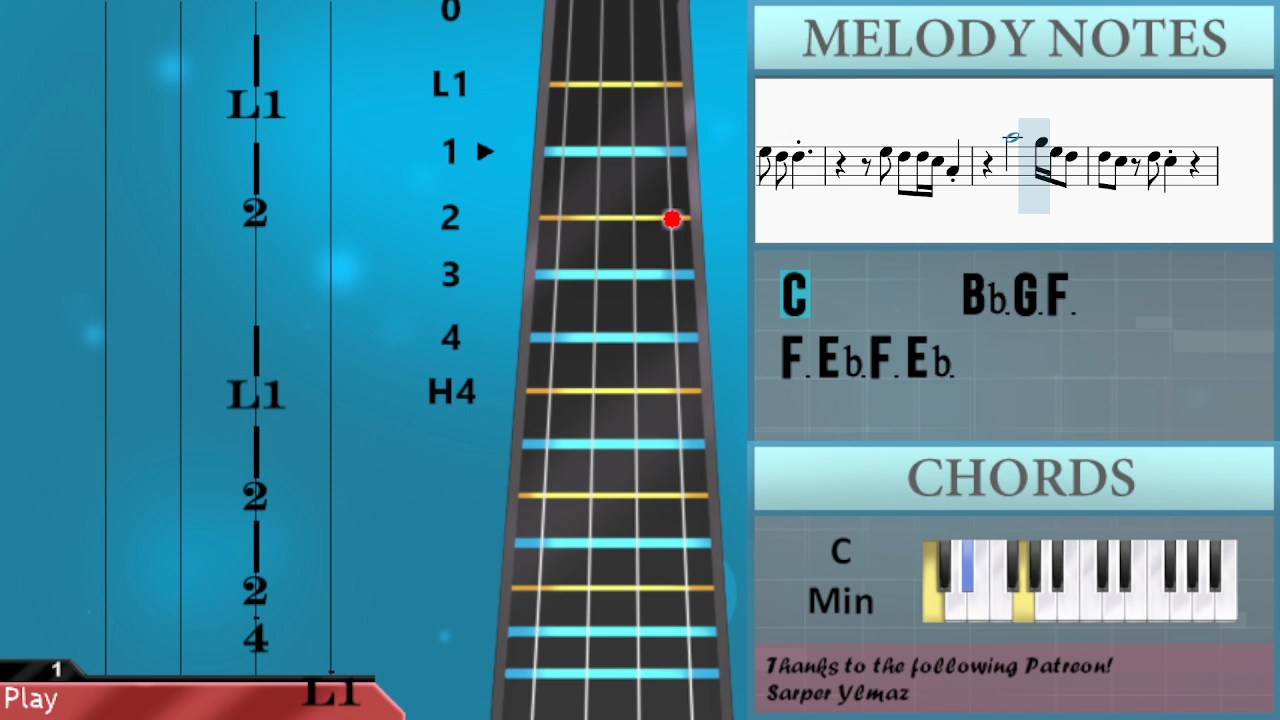 L1
2
L1
2
2
4
L1
1
Play
0
L1
1
2
3
4
H4
MELODY NOTES
C Bb.G.F.
F.Eb.F.Eb.
CHORDS
C
Min
Thanks to the following Patreon!
Sarper Ylmaz